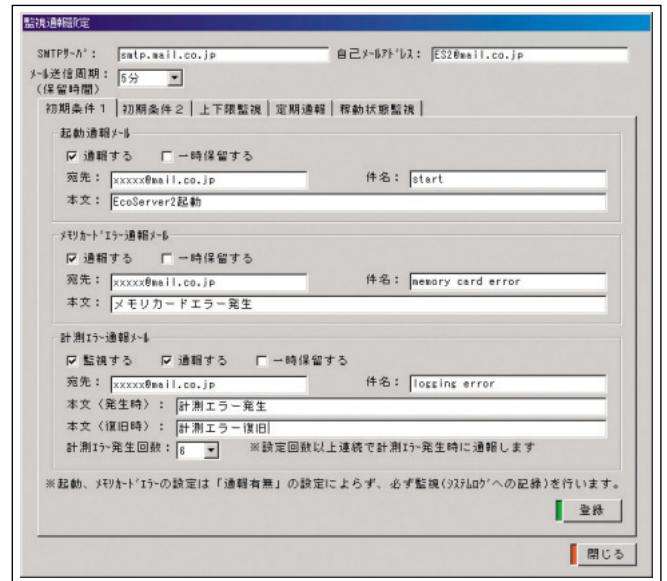 監視通報設定
SMTPｻｰﾊﾞ： smtp.mail.co.jp 自己ﾒｰﾙｱﾄﾞﾚｽ： ES2@mail.co.jp
ﾒｰﾙ送信周期： 5分
(保留時間)
初期条件１ 初期条件２ 上下限監視 定期通報 稼動状態監視
起動通報ﾒｰﾙ
通報する 一時保留する
宛先： xxxxx@mail.co.jp 件名： start
本文： EcoServer2起動
ﾒﾓﾘｶｰﾄﾞｴﾗｰ通報ﾒｰﾙ
通報する 一時保留する
宛先： xxxxx@mail.co.jp 件名： memory card error
本文： メモリカードエラー発生
計測ｴﾗｰ通報ﾒｰﾙ
監視する 通報する 一時保留する
宛先： xxxxx@mail.co.jp 件名： logging error
本文（発生時）： 計測エラー発生
本文（復旧時）： 計測エラー復旧
計測ｴﾗｰ発生回数： 6 ※設定回数以上連続で計測ｴﾗｰ発生時に通報します
※起動、ﾒﾓﾘｶｰﾄﾞｴﾗｰの設定は「通報有無」の設定によらず、必ず監視(ｼｽﾃﾑﾛｸﾞへの記録)を行います。
登録
閉じる